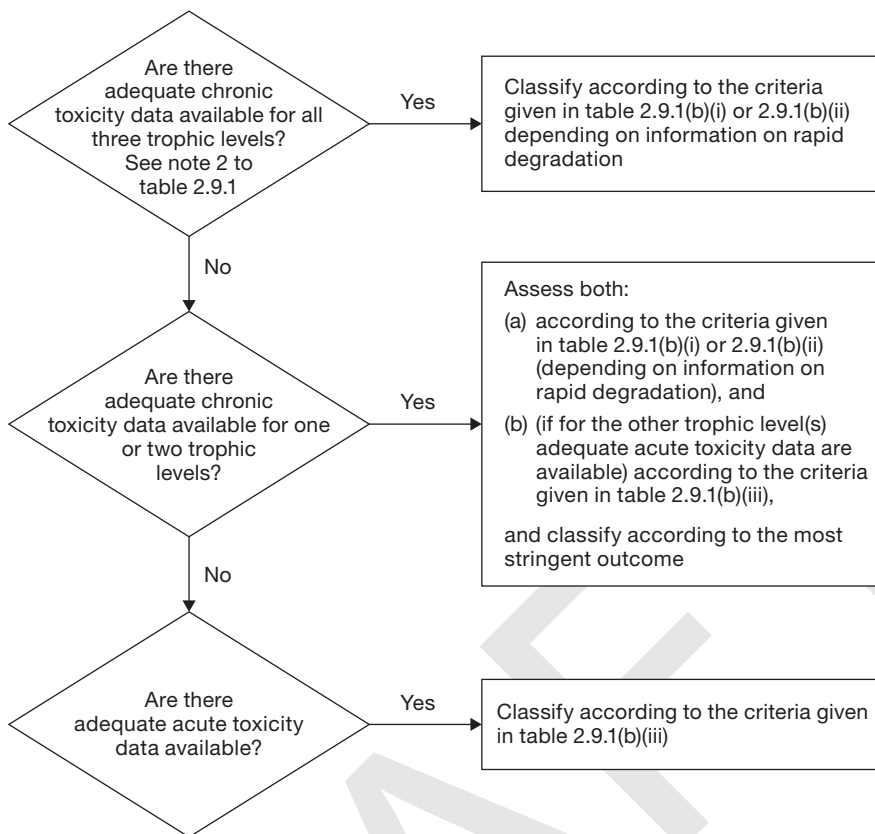 Are there
adequate chronic
toxicity data available for all
three trophic levels?
See note 2 to
table 2.9.1
Yes
Classify according to the criteria
given in table 2.9.1(b)(i) or 2.9.1(b)(ii)
depending on information on rapid
degradation
No
Are there
adequate chronic
toxicity data available for one
or two trophic
levels?
Yes
Assess both:
(a) according to the criteria given
in table 2.9.1(b)(i) or 2.9.1(b)(ii)
(depending on information on
rapid degradation), and
(b) (if for the other trophic level(s)
adequate acute toxicity data are
available) according to the criteria
given in table 2.9.1(b)(iii),
and classify according to the most
stringent outcome
No
Are there
adequate acute toxicity
data available?
Yes
Classify according to the criteria given
in table 2.9.1(b)(iii)